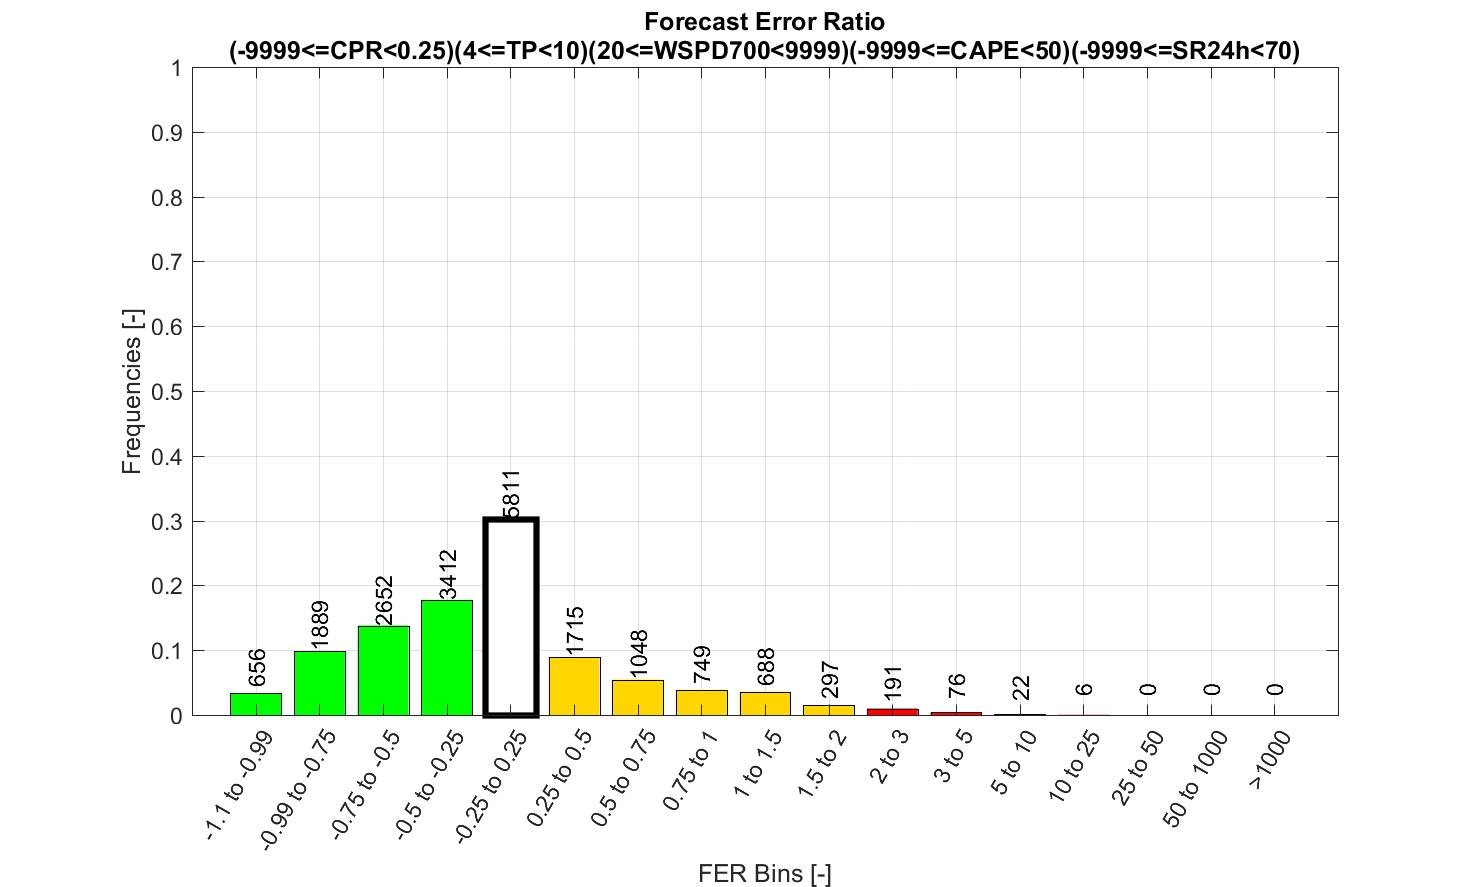 Forecast Error Ratio
(-9999<=CPR<0.25)(4<=TP<10)(20<=WSPD700<9999)(-9999<=CAPE<50)(-9999<=SR24h<70)
1
0.9
0.8
0.7
0.6
0.5
0.4
0.3
0.2
0.1
0
Frequencies [-]
656
1889
2652
3412
5811
1715
1048
749
688
297
191
76
22
6
0
0
0
-1.1 to -0.99
-0.99 to -0.75
-0.75 to -0.5
-0.5 to -0.25
-0.25 to 0.25
0.25 to 0.5
0.5 to 0.75
0.75 to 1
1 to 1.5
1.5 to 2
2 to 3
3 to 5
5 to 10
10 to 25
25 to 50
50 to 1000
>1000
FER Bins [-]